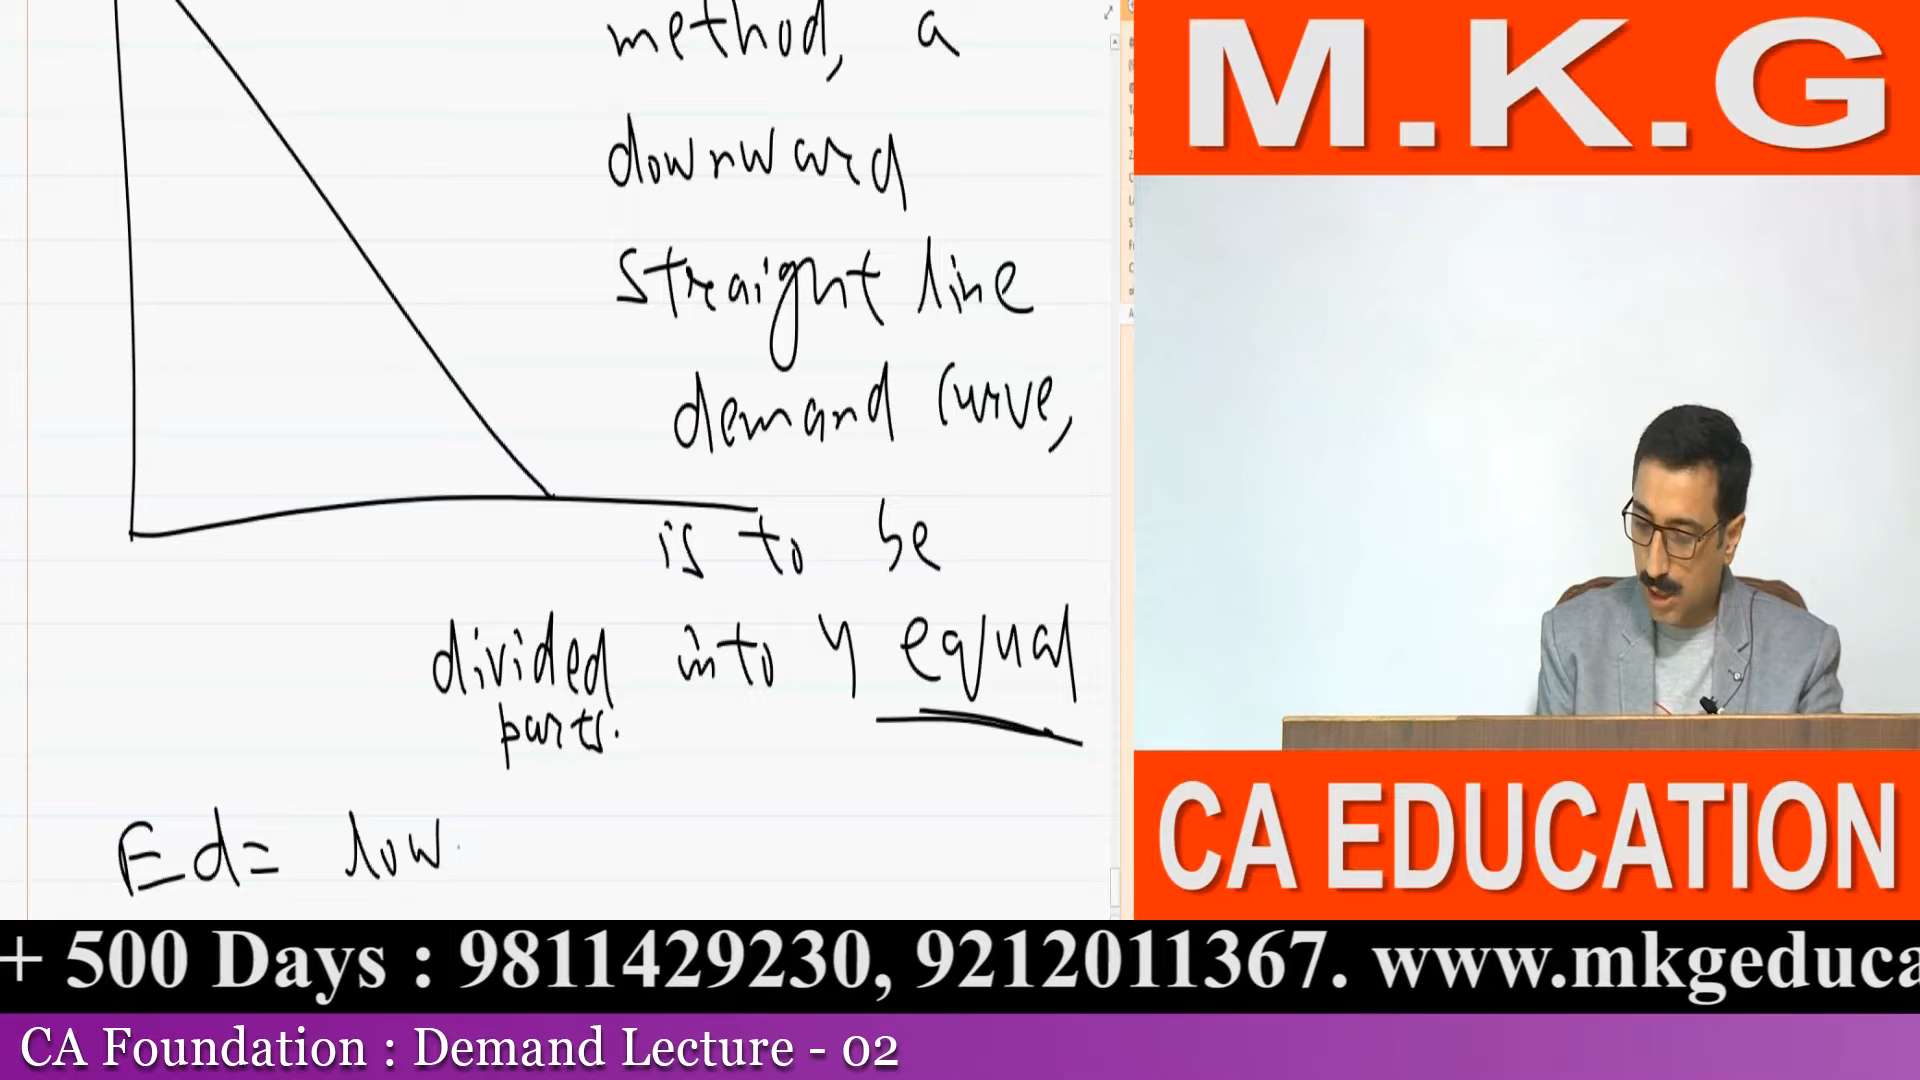 method, a
downward
straight line
demand curve,
is to be
divided into 4 equal
parts.
Ed= low
M.K.G
CA EDUCATION
+ 500 Days : 9811429230, 9212011367. www.mkgeduca
CA Foundation : Demand Lecture - 02